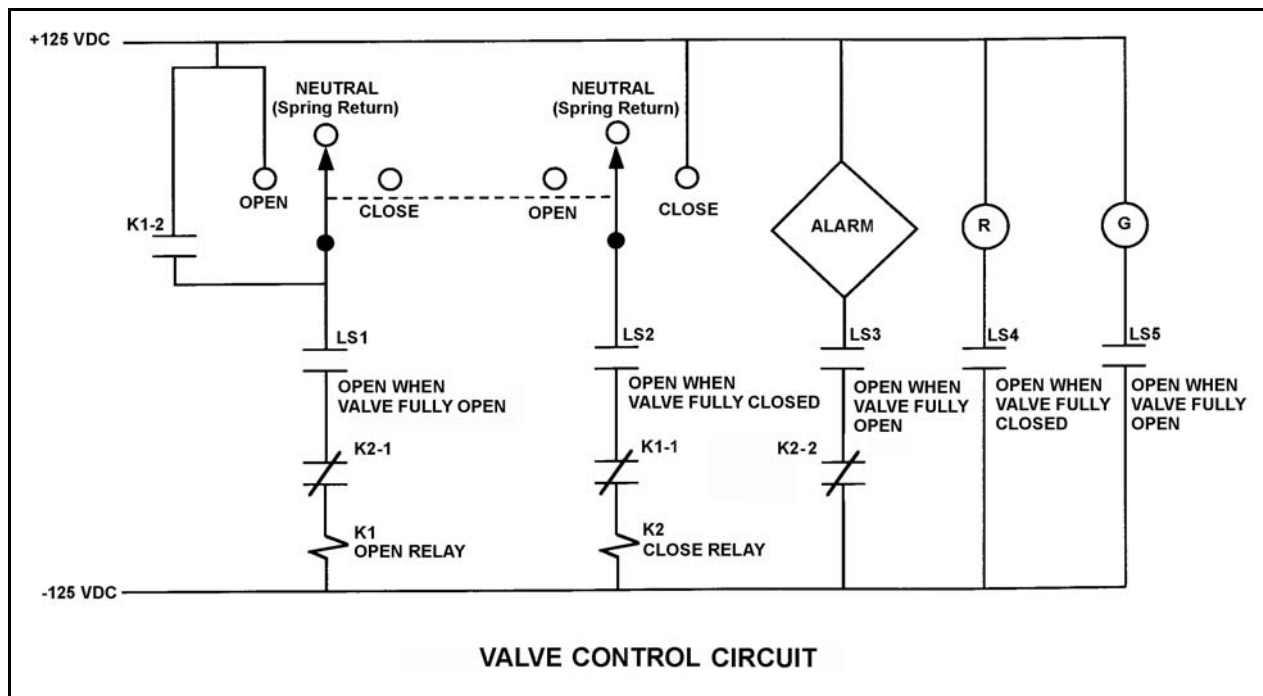 +125 VDC
NEUTRAL
(Spring Return)
NEUTRAL
(Spring Return)
OPEN
CLOSE
OPEN
CLOSE
K1-2
ALARM
R
G
LS1
OPEN WHEN
VALVE FULLY OPEN
LS2
OPEN WHEN
VALVE FULLY CLOSED
LS3
OPEN WHEN
VALVE FULLY
OPEN
LS4
OPEN WHEN
VALVE FULLY
CLOSED
LS5
OPEN WHEN
VALVE FULLY
OPEN
K2-1
K1-1
K2-2
K1
OPEN RELAY
K2
CLOSE RELAY
-125 VDC
VALVE CONTROL CIRCUIT